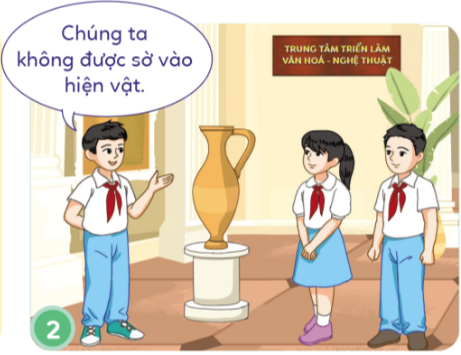 Chúng ta
không được sờ vào
hiện vật.
TRUNG TÂM TRIỂN LÃM
VĂN HOÁ - NGHỆ THUẬT
2